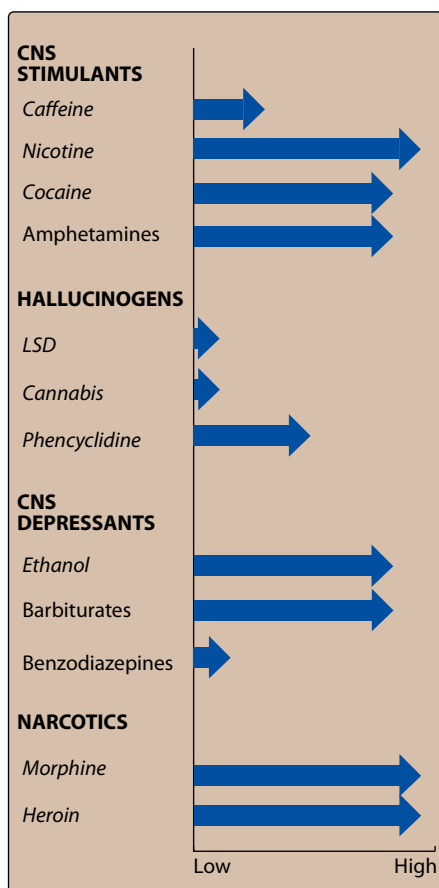 CNS
STIMULANTS
Caffeine
Nicotine
Cocaine
Amphetamines
HALLUCINOGENS
LSD
Cannabis
Phencyclidine
CNS
DEPRESSANTS
Ethanol
Barbiturates
Benzodiazepines
NARCOTICS
Morphine
Heroin
Low High